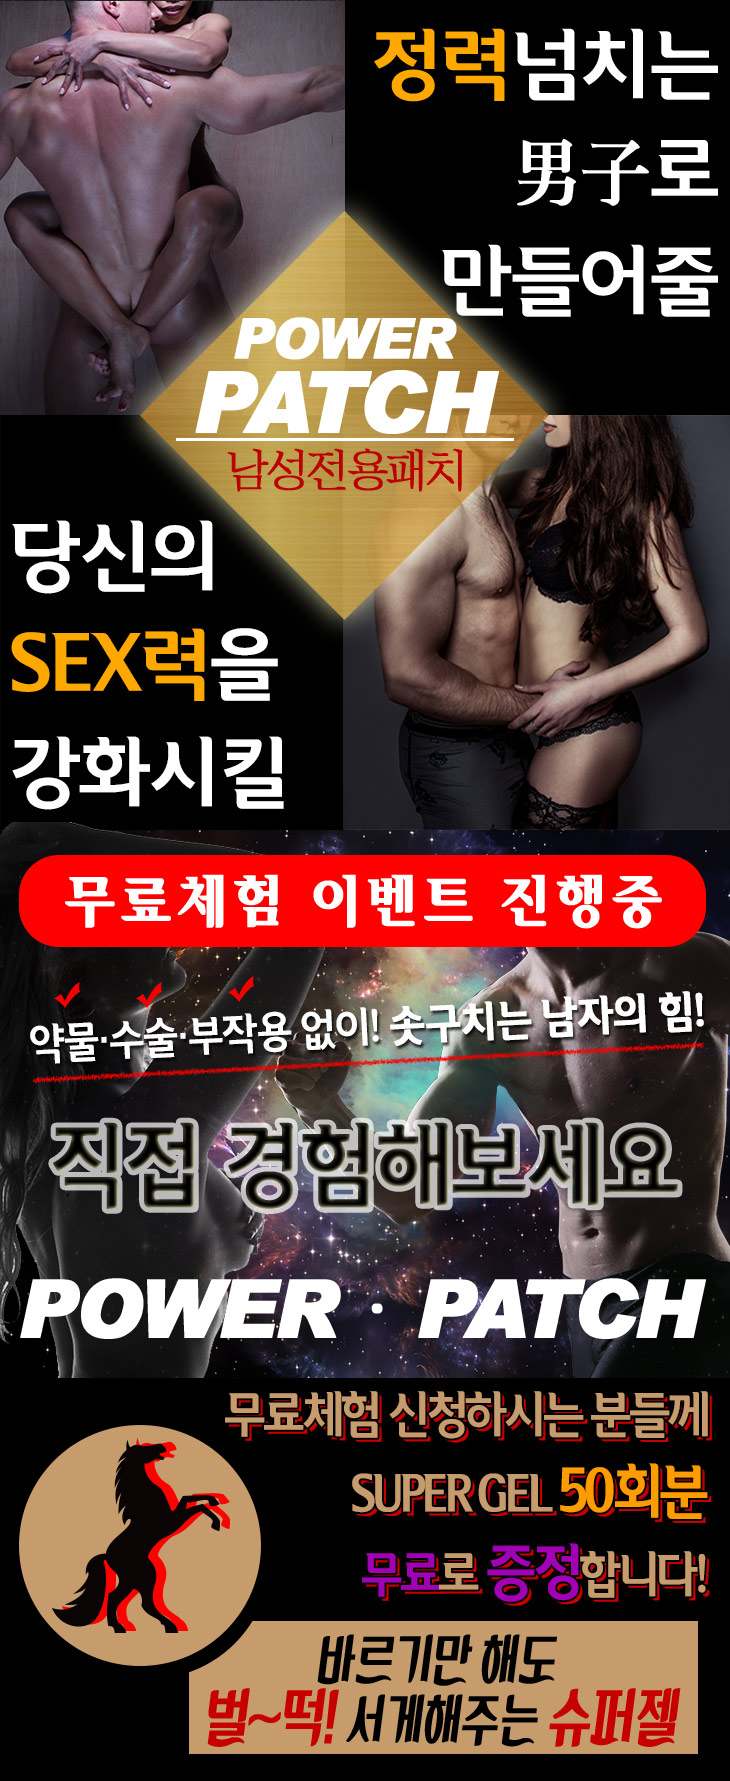 정력넘치는
男子로
만들어줄
POWER
PATCH
남성전용패치
당신의
SEX력을
강화시킬
무료체험 이벤트 진행중
약물·수술·부작용 없이! 솟구치는 남자의 힘!
직접 경험해보세요
POWER · PATCH
무료체험 신청하시는 분들께
SUPER GEL 50회분
무료로 증정합니다!
바르기만 해도
벌~떡! 서게해주는 슈퍼젤